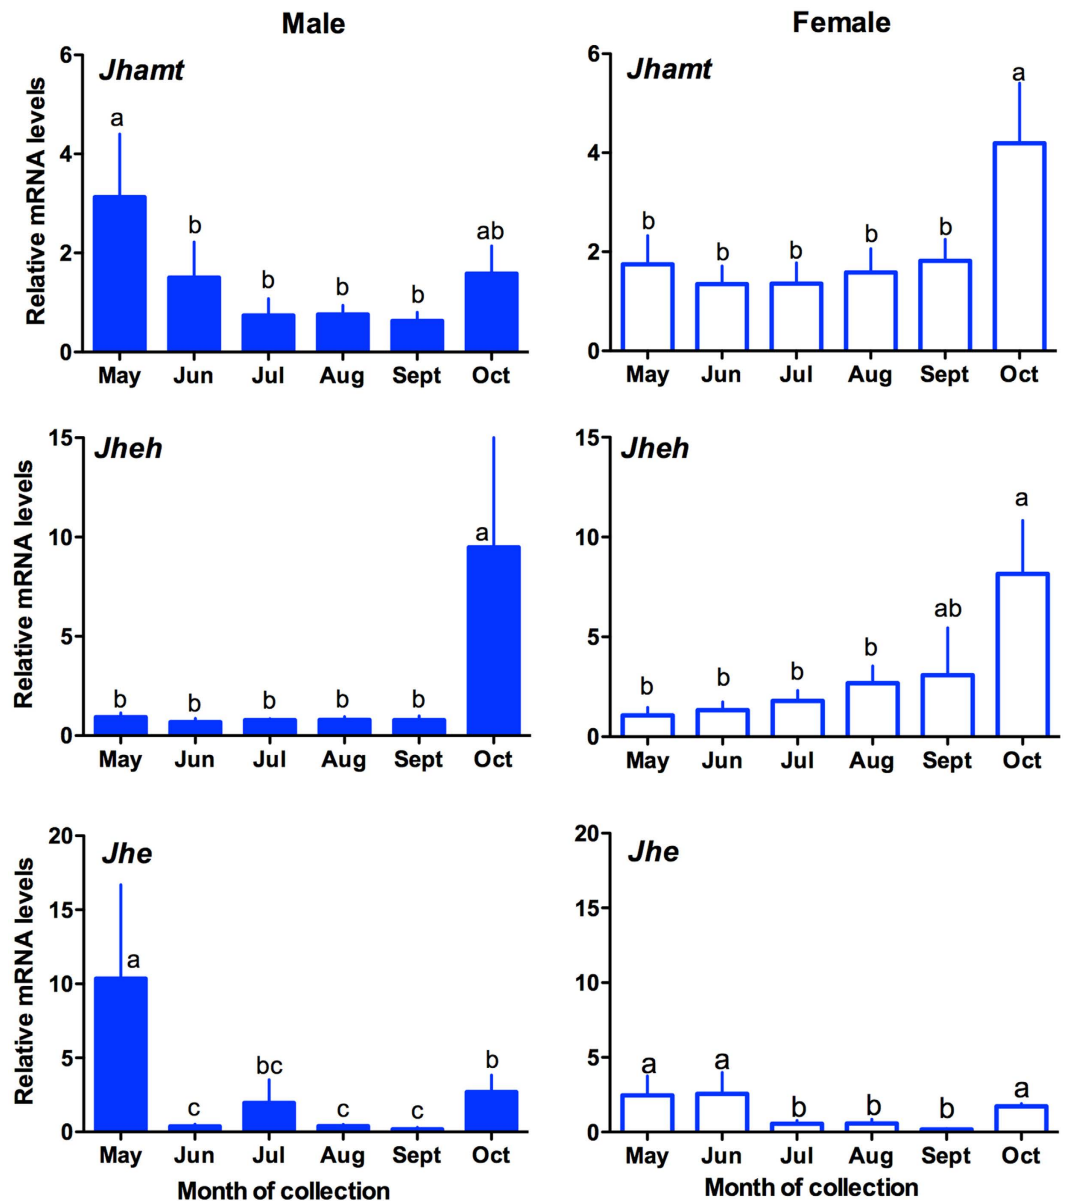 Male
Female
6
4
2
0
Relative mRNA levels
Jhamt
a
b
b
b
b
ab
May Jun Jul Aug Sept Oct
6
4
2
0
Jhamt
b
b
b
b
b
a
May Jun Jul Aug Sept Oct
15
10
5
0
Relative mRNA levels
Jheh
b
b
b
b
b
a
May Jun Jul Aug Sept Oct
15
10
5
0
Jheh
b
b
b
b
ab
a
May Jun Jul Aug Sept Oct
20
15
10
5
0
Relative mRNA levels
Jhe
a
c
bc
c
c
b
May Jun Jul Aug Sept Oct
Month of collection
20
15
10
5
0
Jhe
a
a
b
b
b
a
May Jun Jul Aug Sept Oct
Month of collection